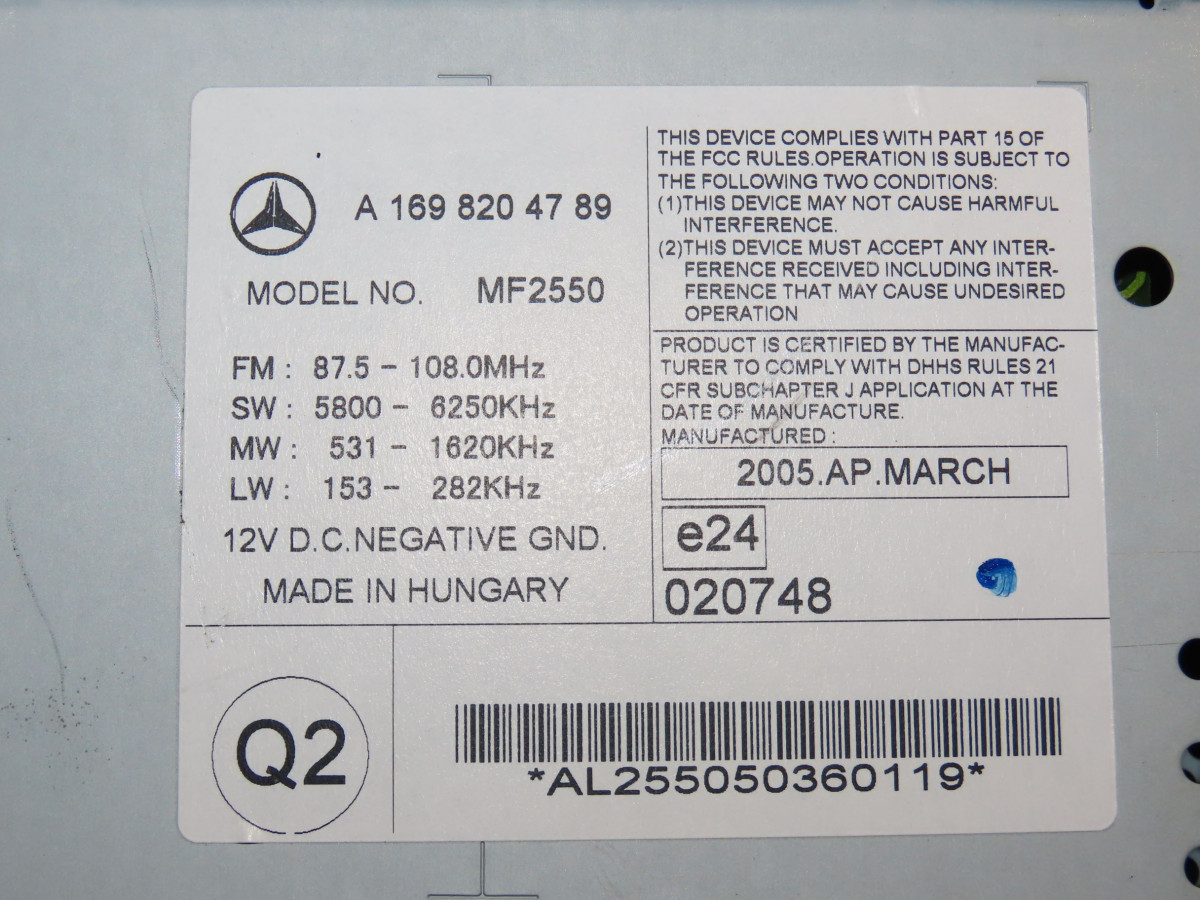 A 169 820 47 89
MODEL NO. MF2550
FM : 87.5 - 108.0MHz
SW : 5800 - 6250KHz
MW : 531 - 1620KHz
LW : 153 - 282KHz
12V D.C.NEGATIVE GND.
MADE IN HUNGARY
THIS DEVICE COMPLIES WITH PART 15 OF
THE FCC RULES.OPERATION IS SUBJECT TO
THE FOLLOWING TWO CONDITIONS:
(1)THIS DEVICE MAY NOT CAUSE HARMFUL
INTERFERENCE.
(2)THIS DEVICE MUST ACCEPT ANY INTER-
FERENCE RECEIVED INCLUDING INTER-
FERENCE THAT MAY CAUSE UNDESIRED
OPERATION
PRODUCT IS CERTIFIED BY THE MANUFAC-
TURER TO COMPLY WITH DHHS RULES 21
CFR SUBCHAPTER J APPLICATION AT THE
DATE OF MANUFACTURE.
MANUFACTURED :
2005.AP.MARCH
e24
020748
Q2
*AL255050360119*